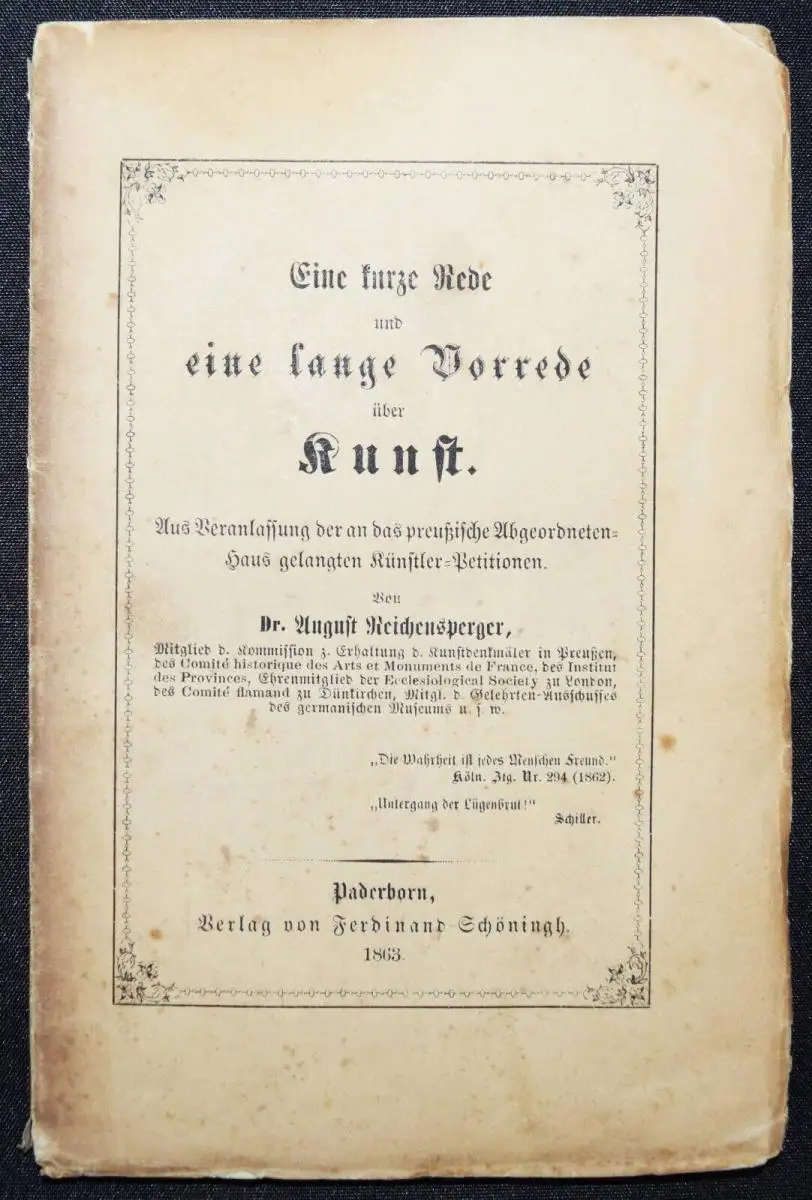 Eine kurze Rede
und
eine lange Vorrede
über
Kunst.
Aus Veranlassung der an das preußische Abgeordneten=
Haus gelangten Künstler=Petitionen.
Von
Dr. August Reichensperger,
Mitglied d. Kommission z. Erhaltung d. Kunstdenkmäler in Preußen,
des Comité historique des Arts et Monuments de France, des Institut
des Provinces, Ehrenmitglied der Ecclesiological Society zu London,
des Comité flamand zu Dünkirchen, Mitgl. d. Gelehrten-Ausschusses
des germanischen Museums u. s. w.
„Die Wahrheit ist jedes Menschen Freund."
Köln. Ztg. Nr. 294 (1862).
„Untergang der Lügenbrut!"
Schiller.
Paderborn,
Verlag von Ferdinand Schöningh.
1863.